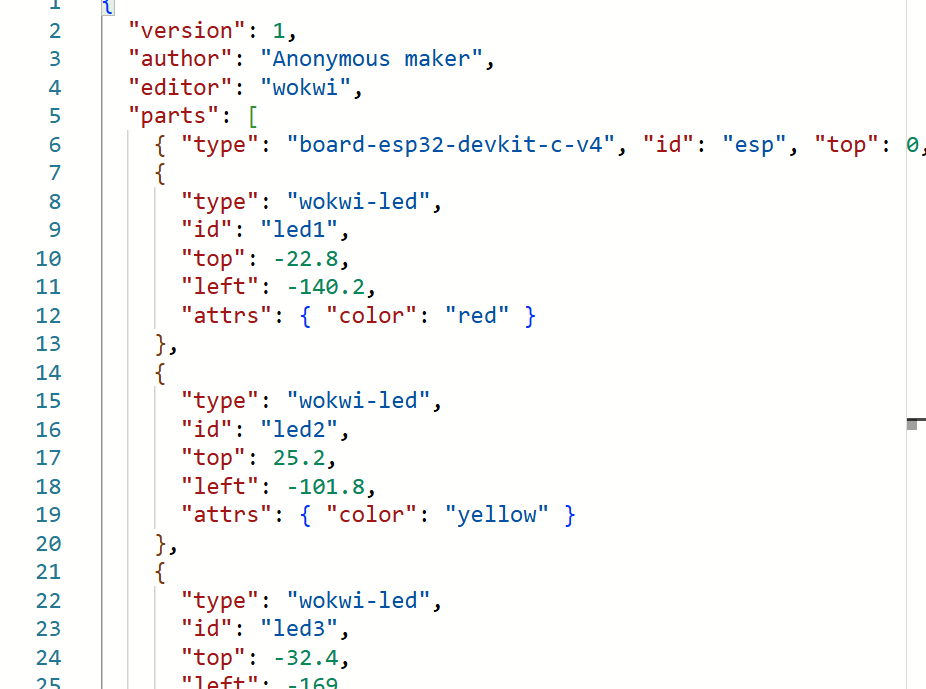 1 {
2 "version": 1,
3 "author": "Anonymous maker",
4 "editor": "wokwi",
5 "parts": [
6 { "type": "board-esp32-devkit-c-v4", "id": "esp", "top": 0,
7 {
8 "type": "wokwi-led",
9 "id": "led1",
10 "top": -22.8,
11 "left": -140.2,
12 "attrs": { "color": "red" }
13 },
14 {
15 "type": "wokwi-led",
16 "id": "led2",
17 "top": 25.2,
18 "left": -101.8,
19 "attrs": { "color": "yellow" }
20 },
21 {
22 "type": "wokwi-led",
23 "id": "led3",
24 "top": -32.4,
25 "left": -169